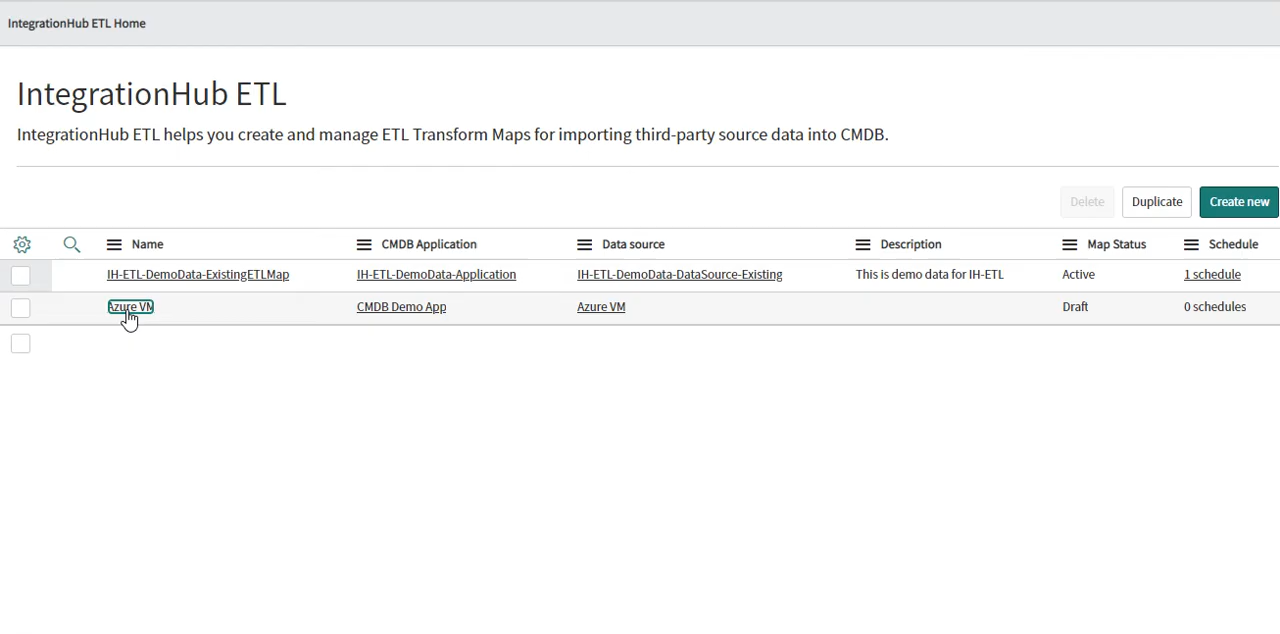 IntegrationHub ETL Home
IntegrationHub ETL
IntegrationHub ETL helps you create and manage ETL Transform Maps for importing third-party source data into CMDB.
Delete Duplicate Create new
Name CMDB Application Data source Description Map Status Schedule
IH-ETL-DemoData-ExistingETLMap IH-ETL-DemoData-Application IH-ETL-DemoData-DataSource-Existing This is demo data for IH-ETL Active 1 schedule
Azure VM CMDB Demo App Azure VM Draft 0 schedules